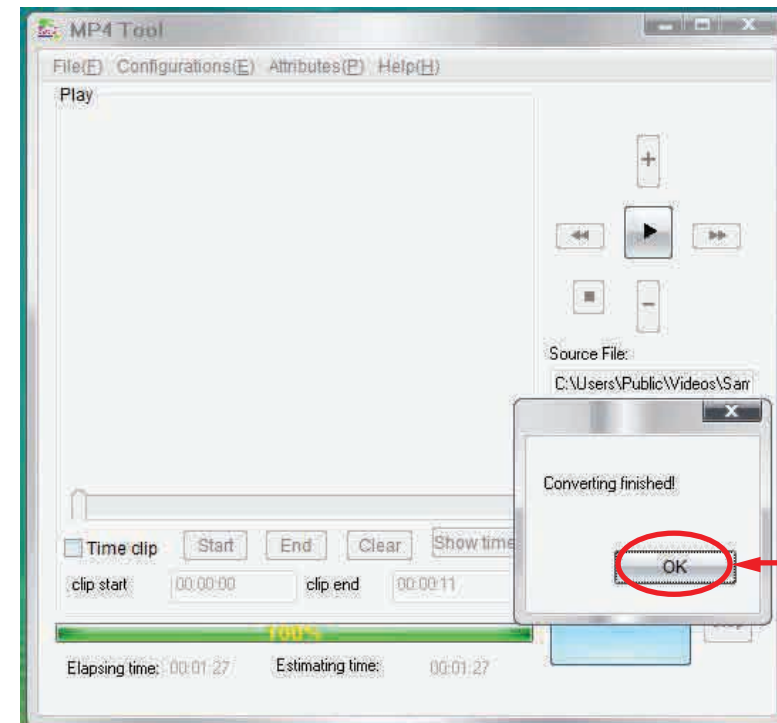 MP4 Tool
File(F) Configurations(E) Attributes(P) Help(H)
Play
Source File:
C:\Users\Public\Videos\Sam
Converting finished!
OK
Time clip Start End Clear Show time
clip start 00:00:00 clip end 00:00:11
100%
Elapsing time: 00:01:27 Estimating time: 00:01:27